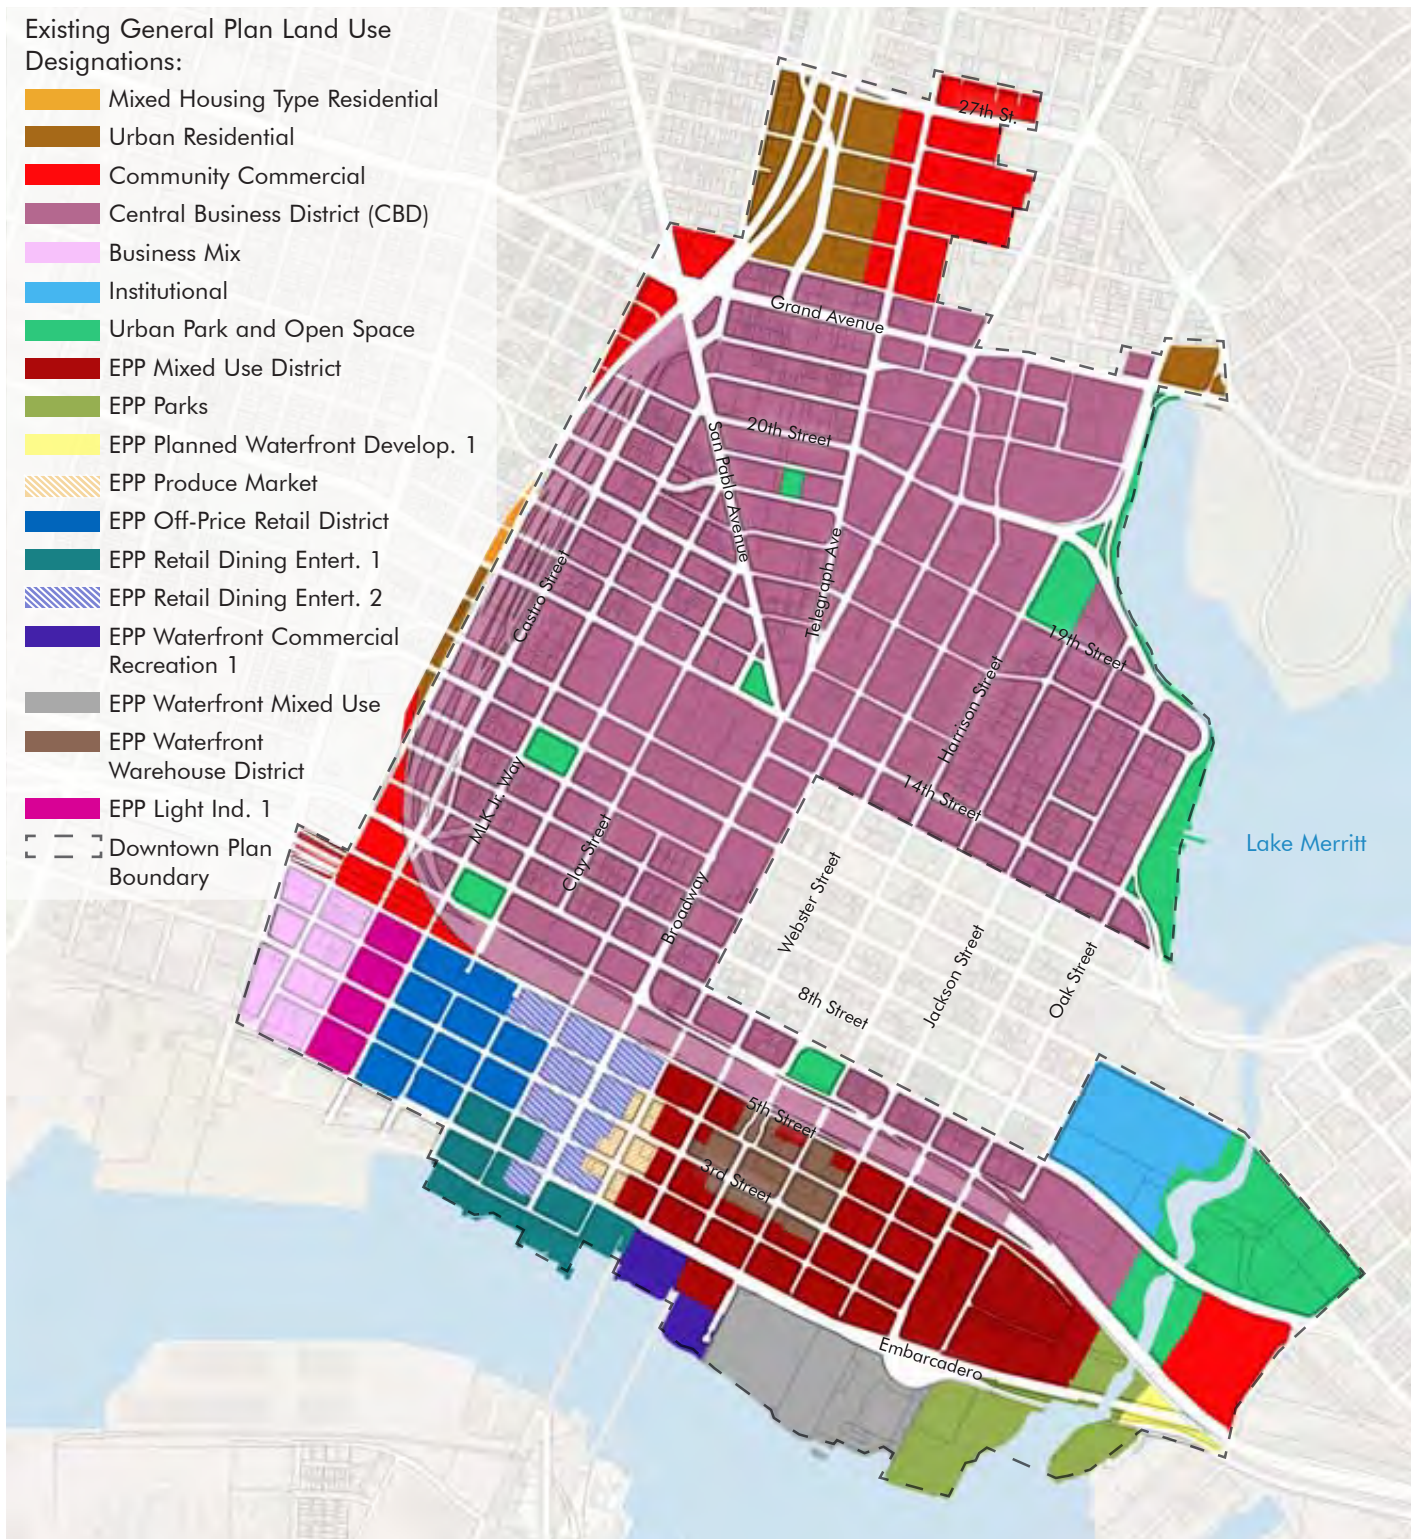 Existing General Plan Land Use
Designations:
Mixed Housing Type Residential
Urban Residential
Community Commercial
Central Business District (CBD)
Business Mix
Institutional
Urban Park and Open Space
EPP Mixed Use District
EPP Parks
EPP Planned Waterfront Develop. 1
EPP Produce Market
EPP Off-Price Retail District
EPP Retail Dining Entert. 1
EPP Retail Dining Entert. 2
EPP Waterfront Commercial
Recreation 1
EPP Waterfront Mixed Use
EPP Waterfront
Warehouse District
EPP Light Ind. 1
Downtown Plan
Boundary
27th St.
Grand Avenue
20th Street
San Pablo Avenue
Telegraph Ave
Castro Street
19th Street
Harrison Street
14th Street
MLK Jr. Way
Clay Street
Broadway
Webster Street
Lake Merritt
8th Street
Jackson Street
Oak Street
5th Street
3rd Street
Embarcadero